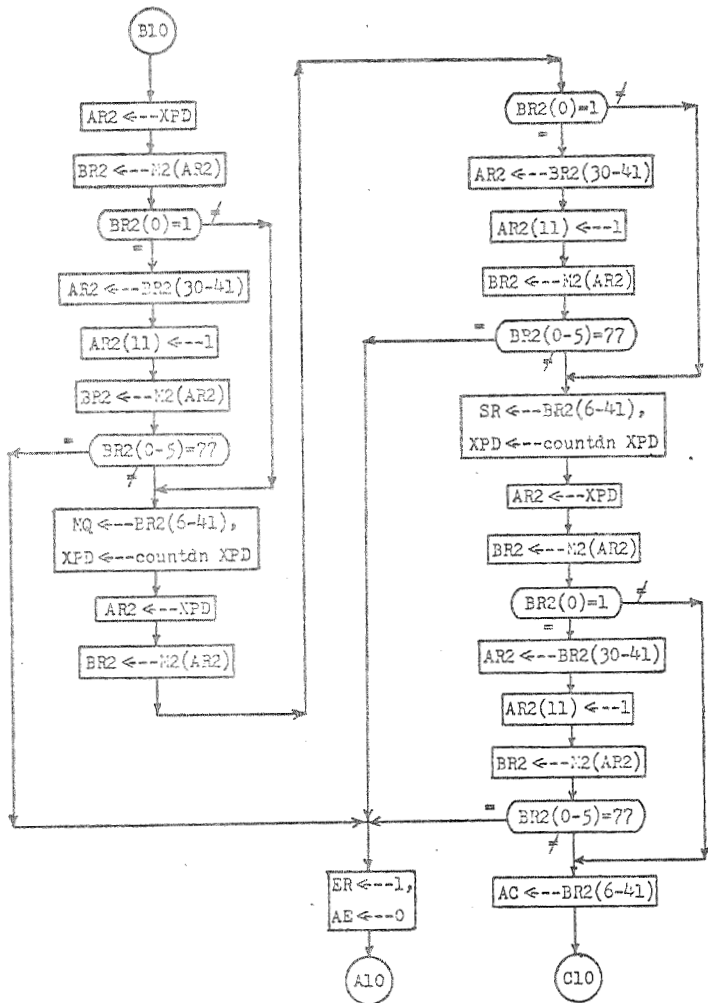 B10
AR2 <---XPD
BR2 <---M2(AR2)
BR2(0)=1
≠
=
AR2 <---BR2(30-41)
AR2(11) <---1
BR2 <---M2(AR2)
=
BR2(0-5)=77
≠
MQ <---BR2(6-41),
XPD <---countdn XPD
AR2 <---XPD
BR2 <---M2(AR2)
BR2(0)=1
≠
=
AR2 <---BR2(30-41)
AR2(11) <---1
BR2 <---M2(AR2)
=
BR2(0-5)=77
≠
SR <---BR2(6-41),
XPD <---countdn XPD
AR2 <---XPD
BR2 <---M2(AR2)
BR2(0)=1
≠
=
AR2 <---BR2(30-41)
AR2(11) <---1
BR2 <---M2(AR2)
=
BR2(0-5)=77
≠
AC <---BR2(6-41)
C10
ER <---1,
AE <---0
A10